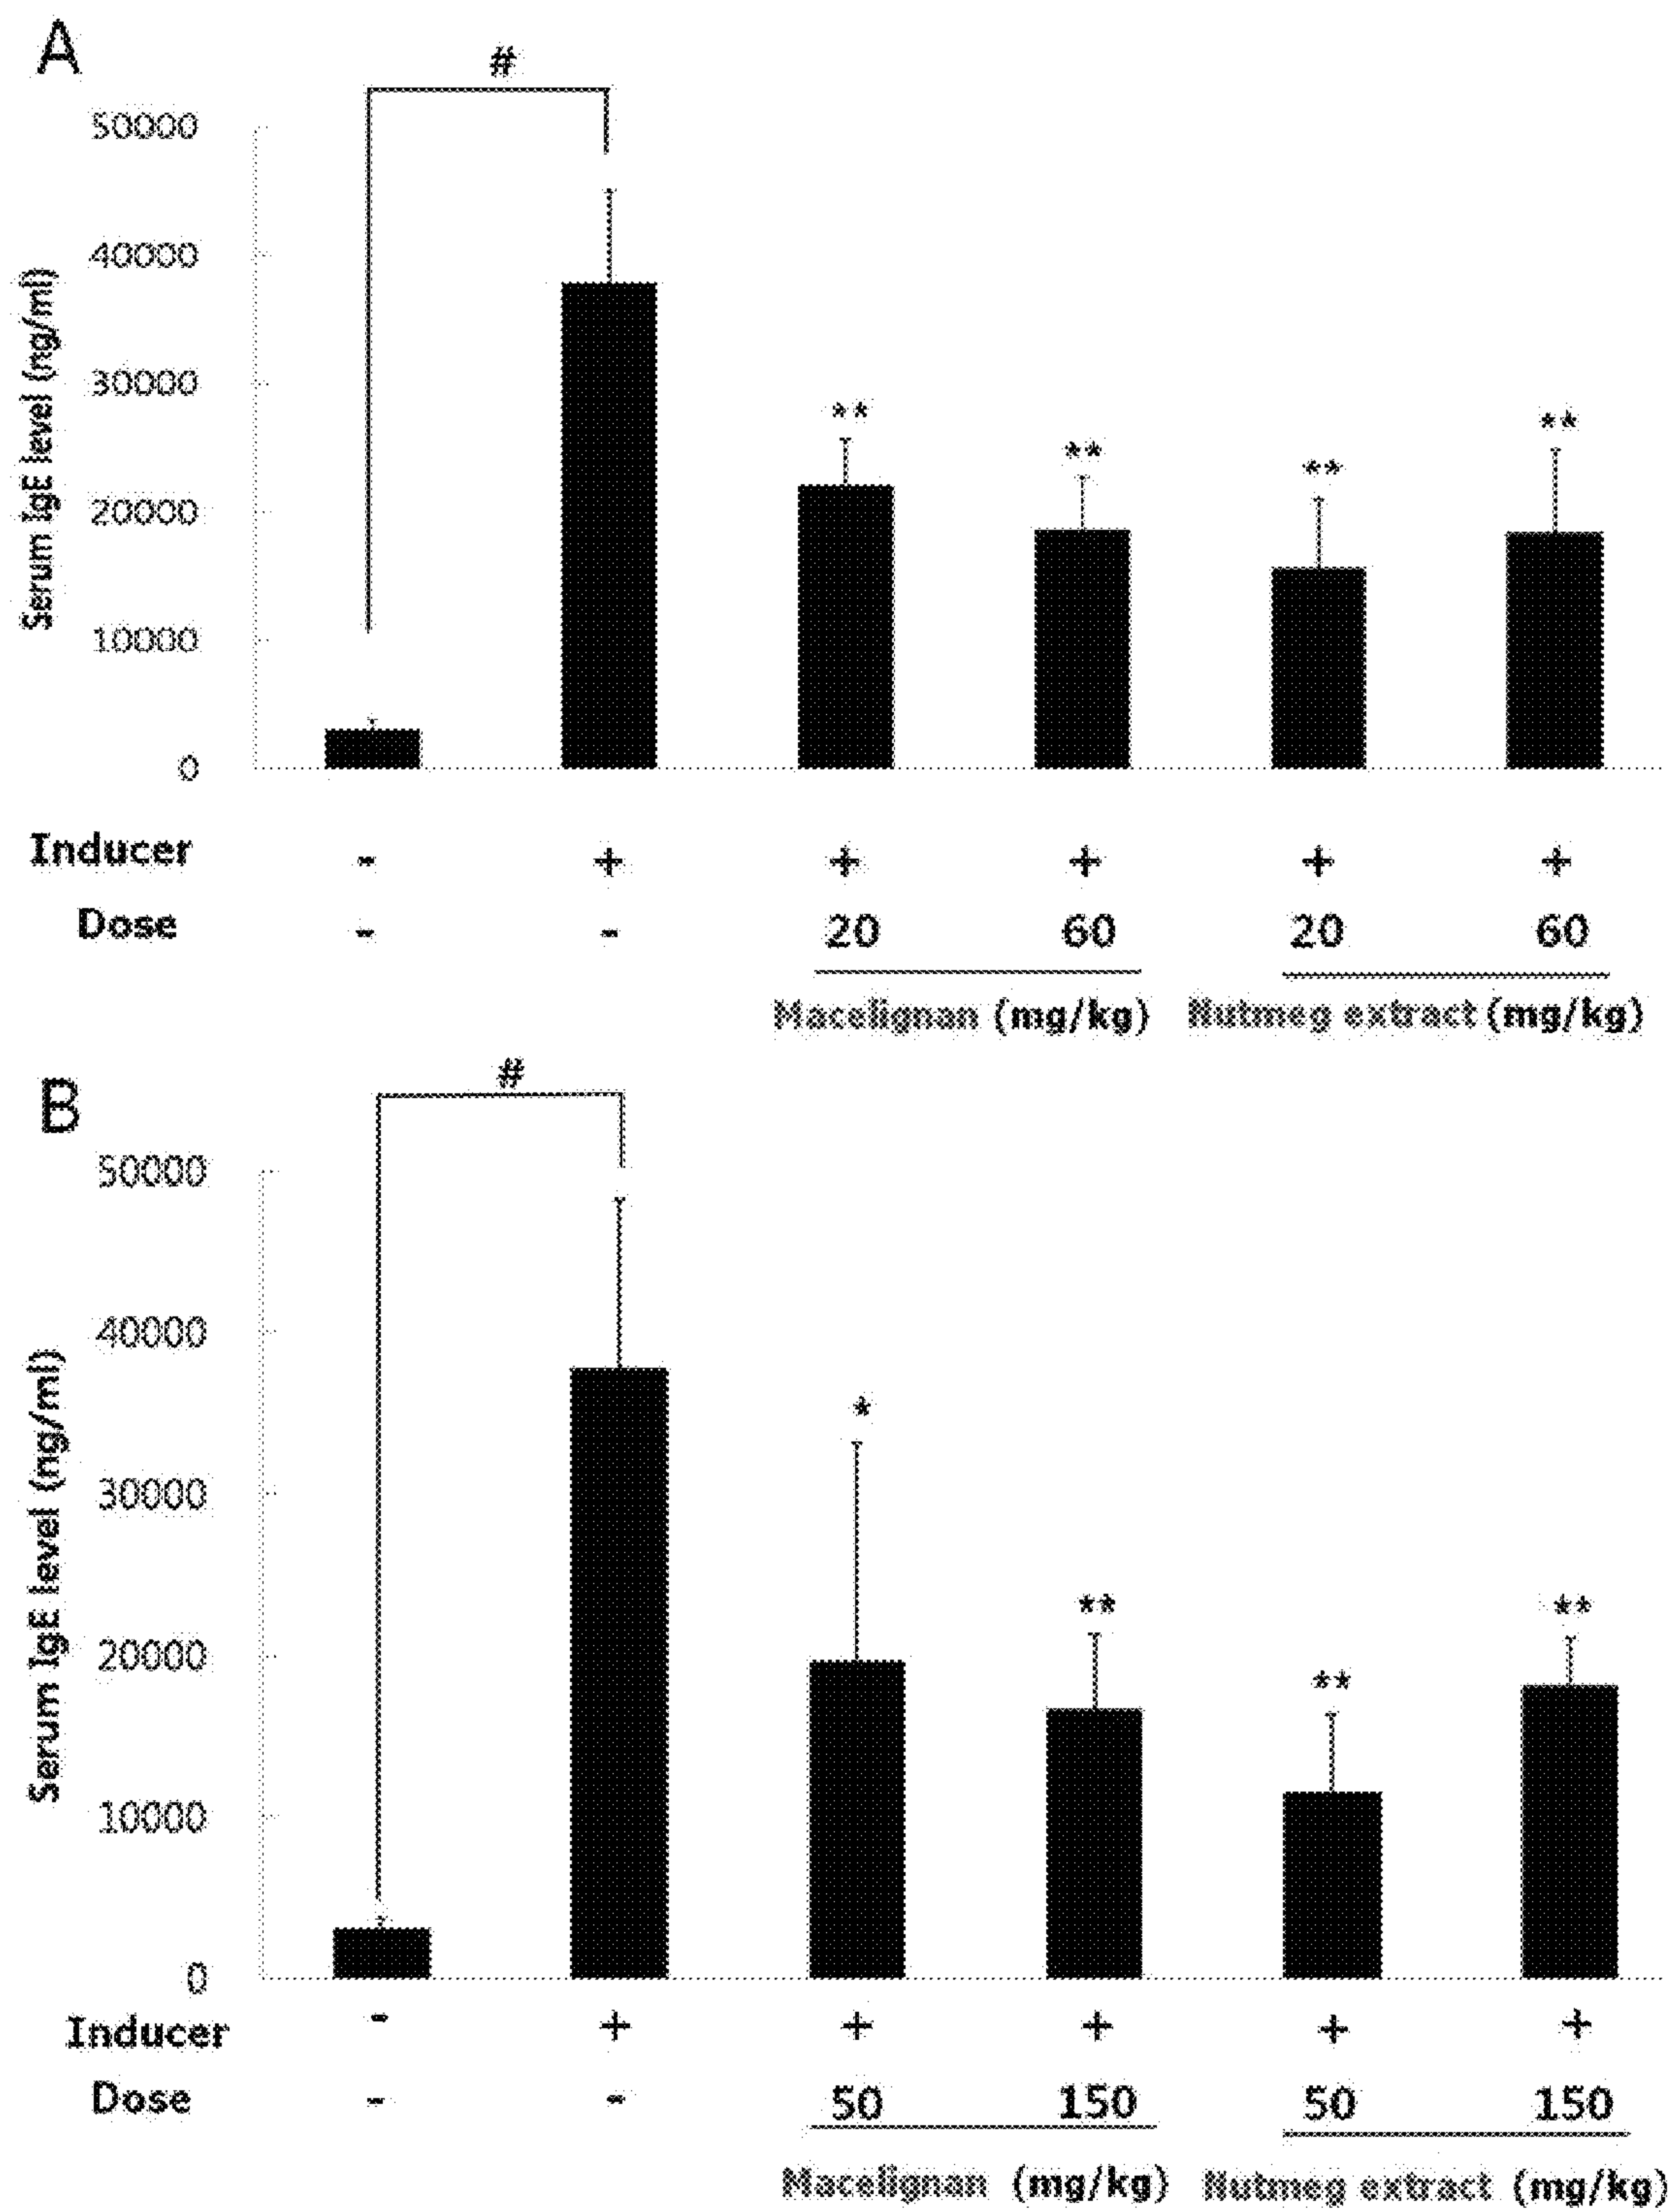 A
#
50000
40000
30000
20000
10000
0
Serum IgE level (ng/ml)
**
**
**
**
Inducer - + + + + +
Dose - - 20 60 20 60
Macelignan (mg/kg) Nutmeg extract (mg/kg)
B
#
50000
40000
30000
20000
10000
0
Serum IgE level (ng/ml)
*
**
**
**
Inducer - + + + + +
Dose - - 50 150 50 150
Macelignan (mg/kg) Nutmeg extract (mg/kg)